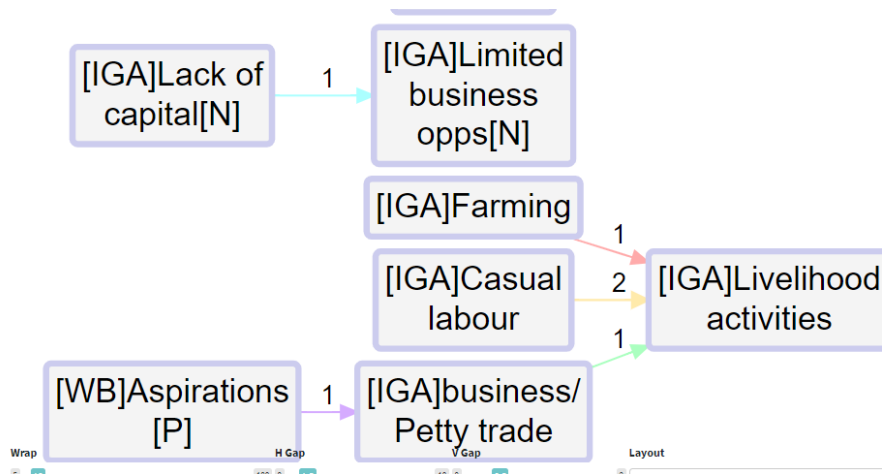 [IGA]Lack of
capital[N]
1
[IGA]Limited
business
opps[N]
[IGA]Farming
1
[IGA]Casual
labour
2
[IGA]Livelihood
activities
1
[WB]Aspirations
[P]
1
[IGA]business/
Petty trade
Wrap
H Gap
V Gap
Layout